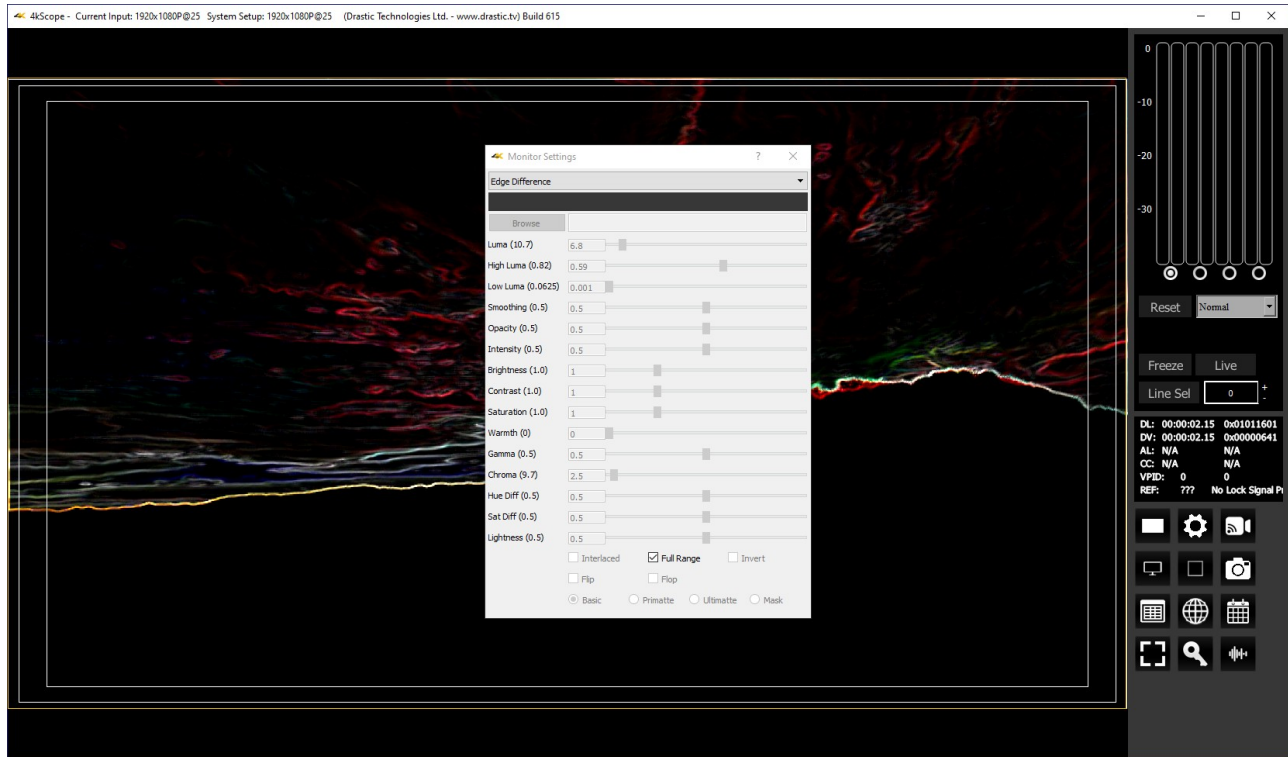 4kScope - Current Input: 1920x1080P@25 System Setup: 1920x1080P@25 (Drastic Technologies Ltd. - www.drastic.tv) Build 615
Monitor Settings ?
Edge Difference
Browse
Luma (10.7) 6.8
High Luma (0.82) 0.59
Low Luma (0.0625) 0.001
Smoothing (0.5) 0.5
Opacity (0.5) 0.5
Intensity (0.5) 0.5
Brightness (1.0) 1
Contrast (1.0) 1
Saturation (1.0) 1
Warmth (0) 0
Gamma (0.5) 0.5
Chroma (9.7) 2.5
Hue Diff (0.5) 0.5
Sat Diff (0.5) 0.5
Lightness (0.5) 0.5
Interlaced Full Range Invert
Flip Flop
Basic Primatte Ultimatte Mask
0
-10
-20
-30
Reset Normal
Freeze Live
Line Sel 0 + -
DL: 00:00:02.15 0x01011601
DV: 00:00:02.15 0x00000641
AL: N/A N/A
CC: N/A N/A
VPID: 0 0
REF: ??? No Lock Signal Pr